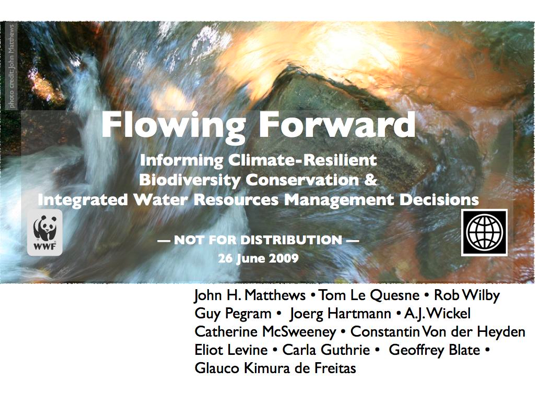 photo credit: John Matthews
Flowing Forward
Informing Climate-Resilient
Biodiversity Conservation &
Integrated Water Resources Management Decisions
WWF
— NOT FOR DISTRIBUTION —
26 June 2009
John H. Matthews • Tom Le Quesne • Rob Wilby
Guy Pegram • Joerg Hartmann • A.J. Wickel
Catherine McSweeney • Constantin Von der Heyden
Eliot Levine • Carla Guthrie • Geoffrey Blate •
Glauco Kimura de Freitas